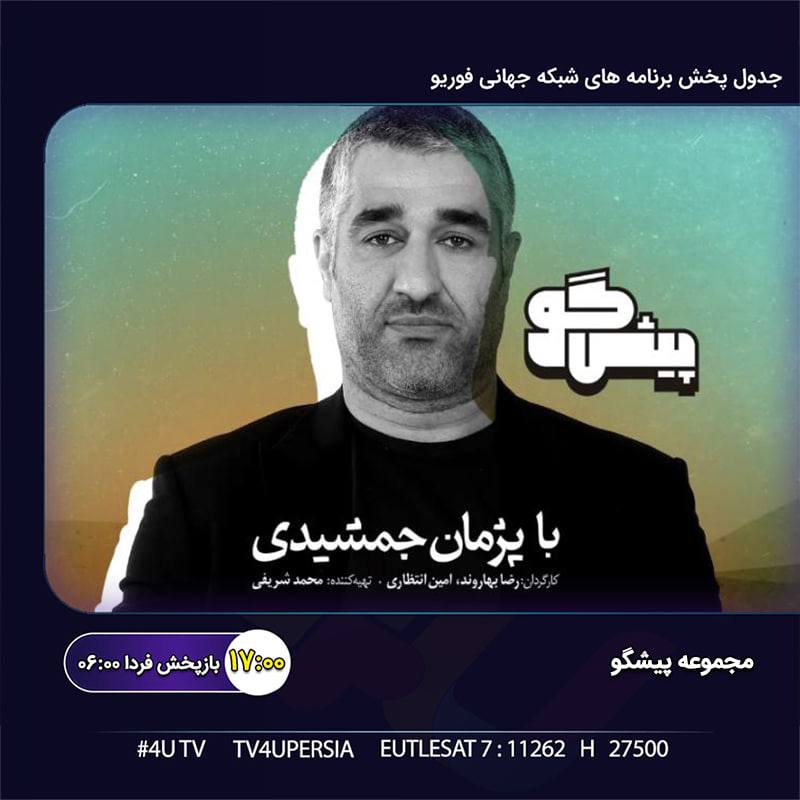 جدول پخش برنامه های شبکه جهانی فوریو
پیش گو
با پژمان جمشیدی
کارگردان: رضا بهاروند، امین انتظاری . تهیه‌کننده: محمد شریفی
مجموعه پیشگو
۱۷:۰۰ بازپخش فردا ۰۶:۰۰
#4U TV TV4UPERSIA EUTLESAT 7 : 11262 H 27500